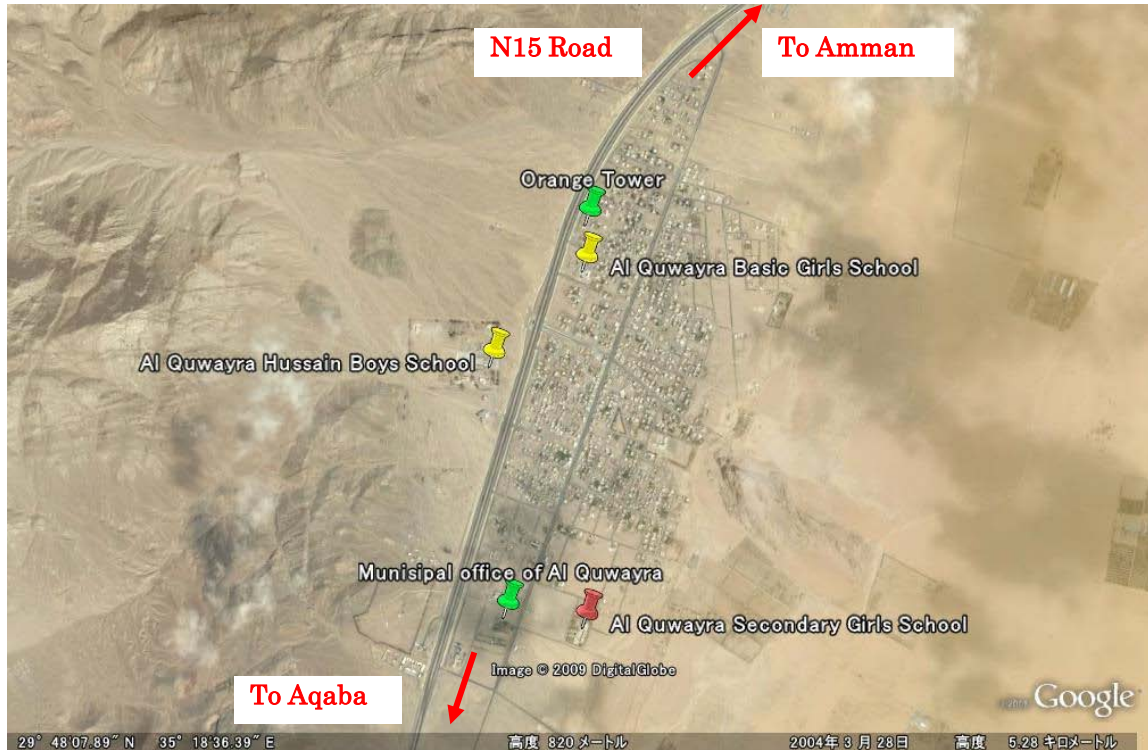 N15 Road
To Amman
Orange Tower
Al Quwayra Basic Girls School
Al Quwayra Hussain Boys School
Munisipal office of Al Quwayra
Al Quwayra Secondary Girls School
Image © 2009 DigitalGlobe
To Aqaba
Google
29° 48'07.89" N 35° 18'36.39" E 高度 820 メートル 2004年 3 月 28日 高度 5.28 キロメートル